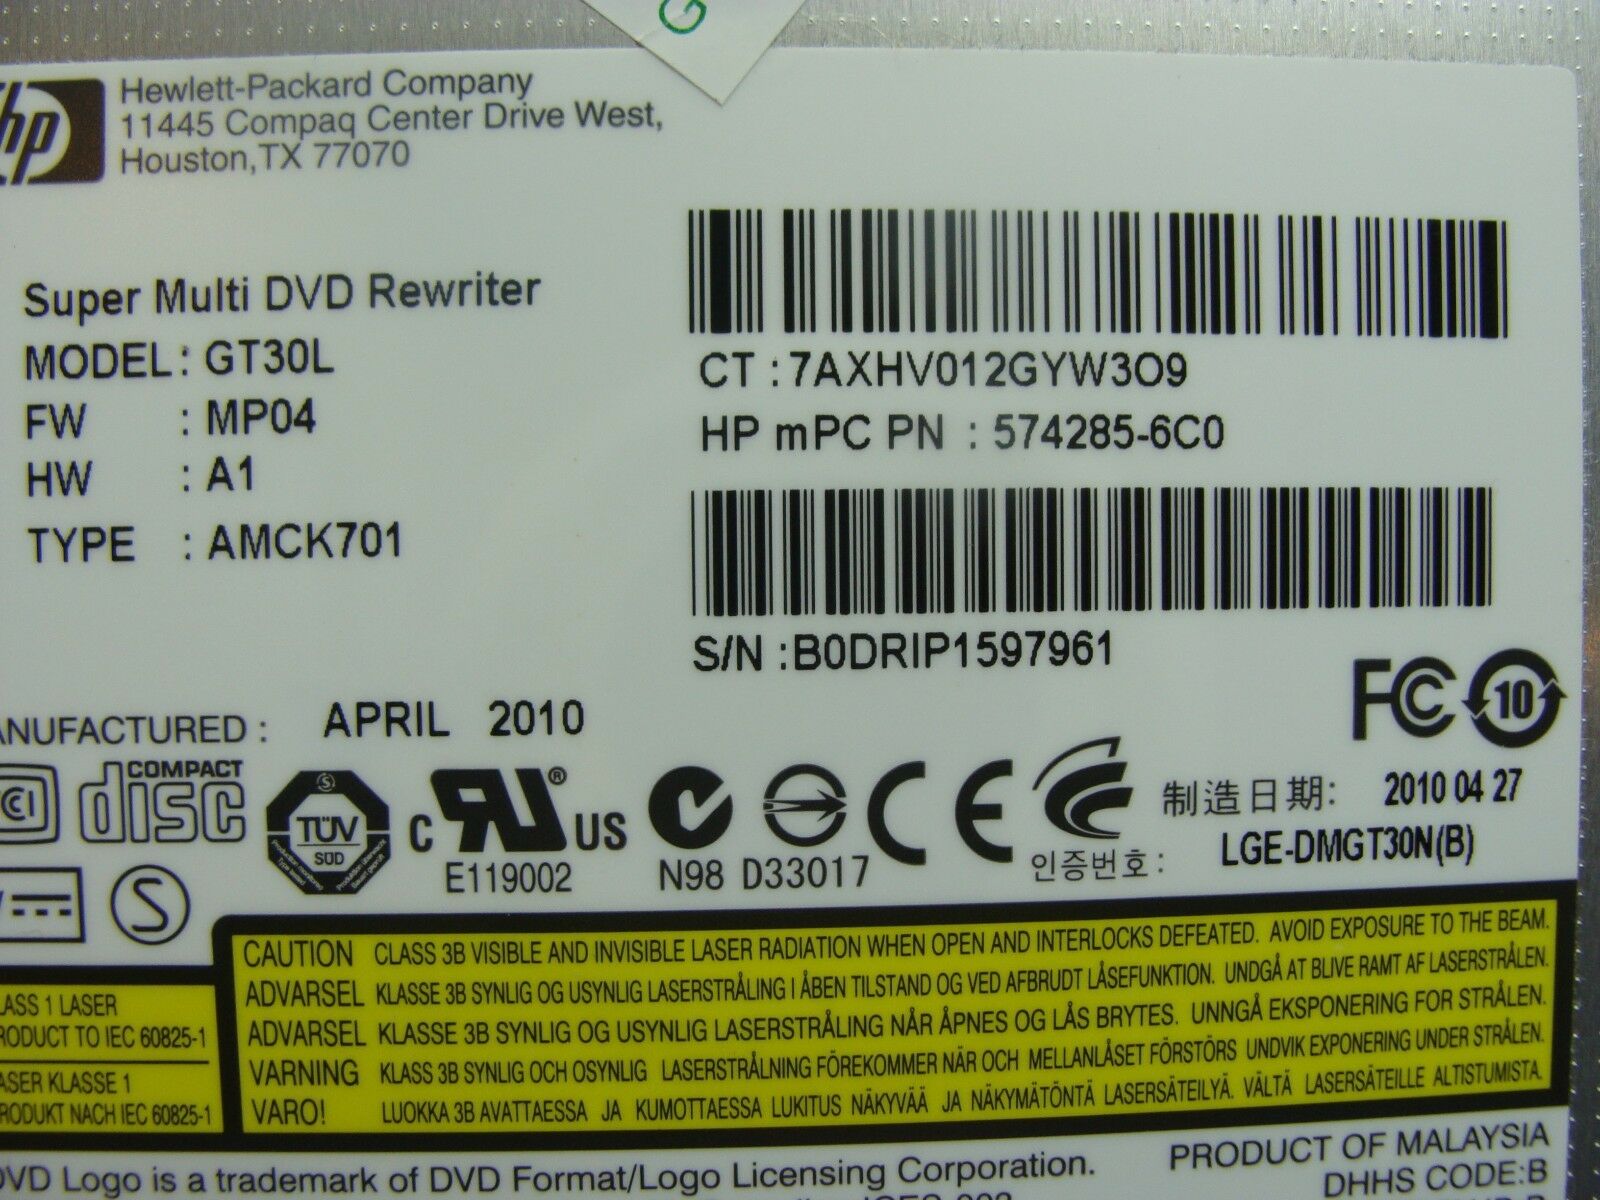 G
hp
Hewlett-Packard Company
11445 Compaq Center Drive West,
Houston,TX 77070
Super Multi DVD Rewriter
MODEL : GT30L
FW : MP04
HW : A1
TYPE : AMCK701
CT : 7AXHV012GYW3O9
HP mPC PN : 574285-6C0
S/N :B0DRIP1597961
ANUFACTURED : APRIL 2010
FC 10
CI
COMPACT
disc
S
TÜV
SÜD
C RU ® US
E119002
N98 D33017
CE
制造日期: 2010 04 27
인증번호 : LGE-DMGT30N(B)
S
CAUTION CLASS 3B VISIBLE AND INVISIBLE LASER RADIATION WHEN OPEN AND INTERLOCKS DEFEATED. AVOID EXPOSURE TO THE BEAM.
ADVARSEL KLASSE 3B SYNLIG OG USYNLIG LASERSTRÅLING I ÅBEN TILSTAND OG VED AFBRUDT LÅSEFUNKTION. UNDGÅ AT BLIVE RAMT AF LASERSTRÅLEN.
ADVARSEL KLASSE 3B SYNLIG OG USYNLIG LASERSTRÅLING NÅR ÅPNES OG LÅS BRYTES. UNNGÅ EKSPONERING FOR STRÅLEN.
VARNING KLASS 3B SYNLIG OCH OSYNLIG LASERSTRÅLNING FÖREKOMMER NÄR OCH MELLANLÅSET FÖRSTÖRS UNDVIK EXPONERING UNDER STRÅLEN.
VARO! LUOKKA 3B AVATTAESSA JA KUMOTTAESSA LUKITUS NÄKYVÄÄ JA NÄKYMÄTÖNTÄ LASERSÄTEILYÄ. VÄLTÄ LASERSÄTEILLE ALTISTUMISTA.
LASS 1 LASER
RODUCT TO IEC 60825-1
ASER KLASSE 1
RODUKT NACH IEC 60825-1
DVD Logo is a trademark of DVD Format/Logo Licensing Corporation.
PRODUCT OF MALAYSIA
DHHS CODE:B